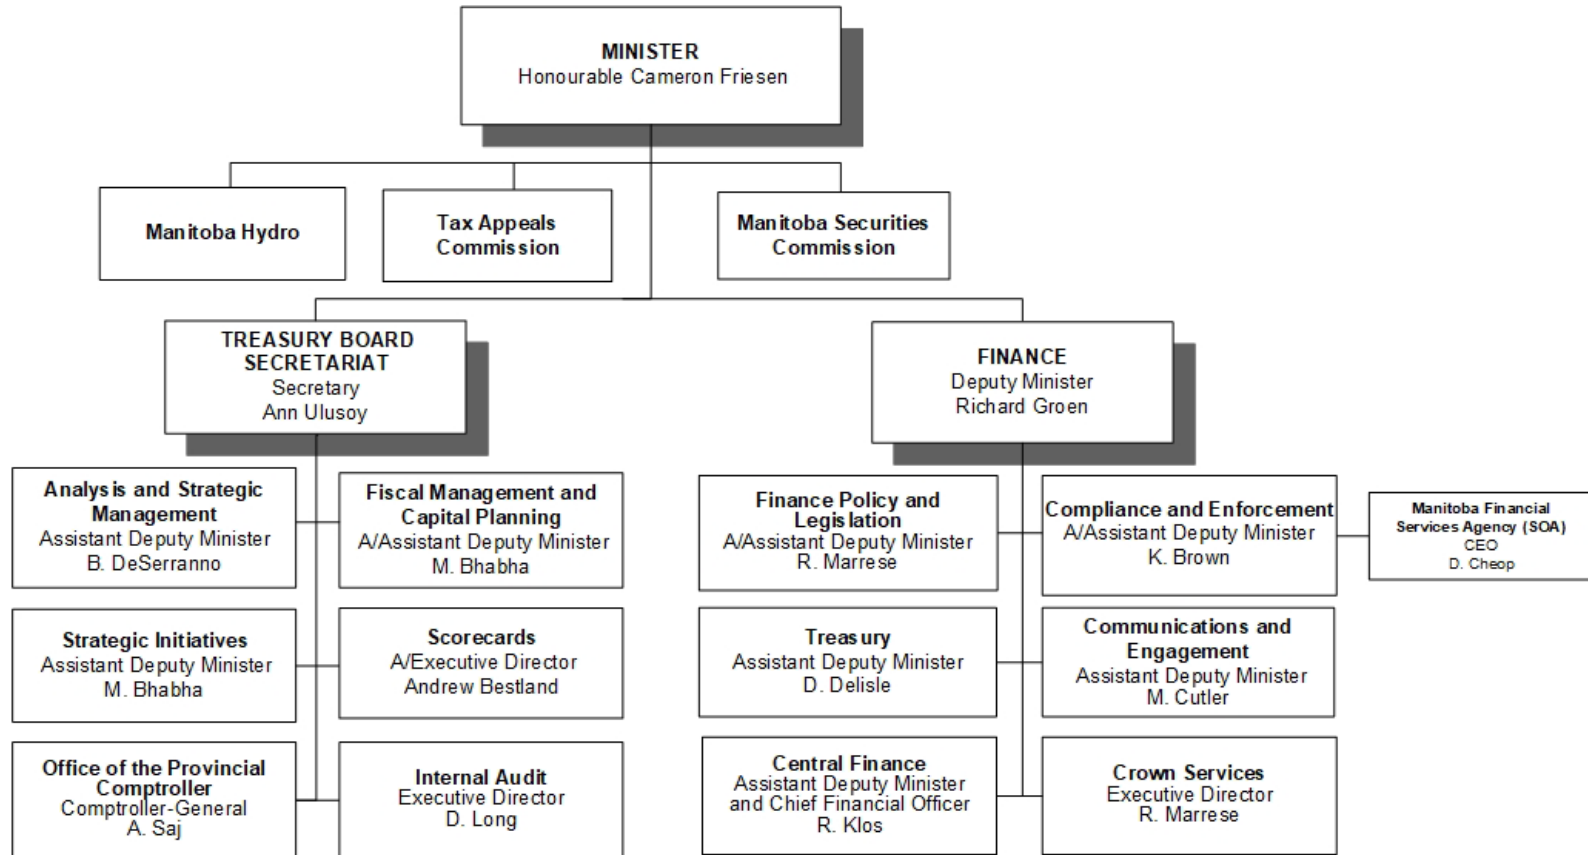 MINISTER
Honourable Cameron Friesen
Manitoba Hydro
Tax Appeals
Commission
Manitoba Securities
Commission
TREASURY BOARD
SECRETARIAT
Secretary
Ann Ulusoy
FINANCE
Deputy Minister
Richard Groen
Analysis and Strategic
Management
Assistant Deputy Minister
B. DeSerranno
Fiscal Management and
Capital Planning
A/Assistant Deputy Minister
M. Bhabha
Finance Policy and
Legislation
A/Assistant Deputy Minister
R. Marrese
Compliance and Enforcement
A/Assistant Deputy Minister
K. Brown
Manitoba Financial
Services Agency (SOA)
CEO
D. Cheop
Strategic Initiatives
Assistant Deputy Minister
M. Bhabha
Scorecards
A/Executive Director
Andrew Bestland
Treasury
Assistant Deputy Minister
D. Delisle
Communications and
Engagement
Assistant Deputy Minister
M. Cutler
Office of the Provincial
Comptroller
Comptroller-General
A. Saj
Internal Audit
Executive Director
D. Long
Central Finance
Assistant Deputy Minister
and Chief Financial Officer
R. Klos
Crown Services
Executive Director
R. Marrese